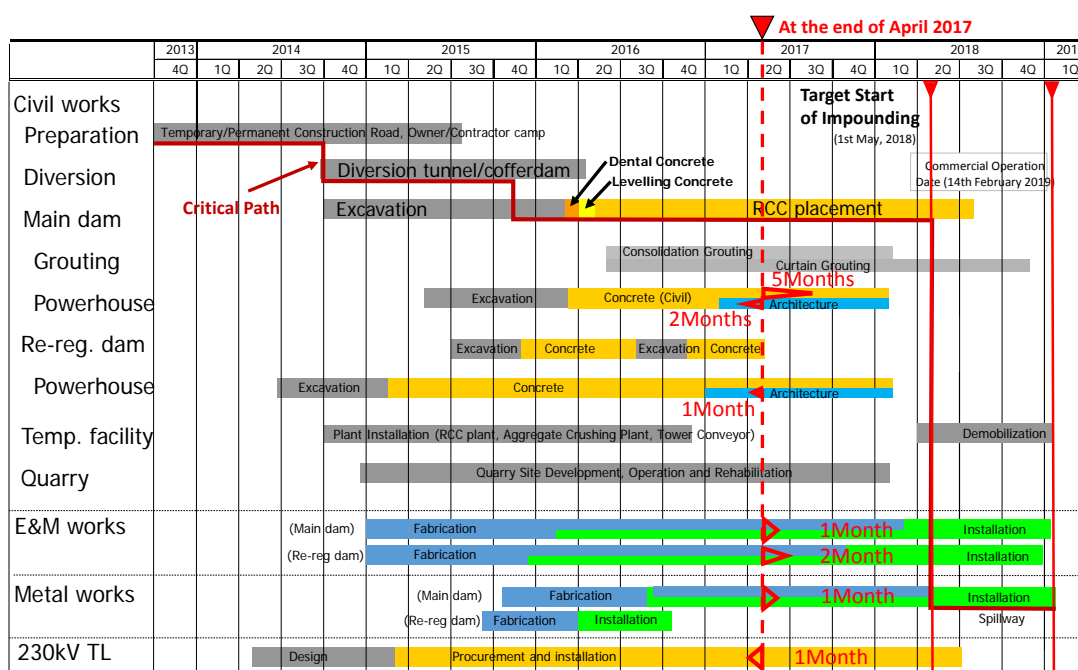 At the end of April 2017
2013 2014 2015 2016 2017 2018 201
4Q 1Q 2Q 3Q 4Q 1Q 2Q 3Q 4Q 1Q 2Q 3Q 4Q 1Q 2Q 3Q 4Q 1Q 2Q 3Q 4Q 1Q
Civil works
Target Start
of Impounding
(1st May, 2018)
Preparation
Temporary/Permanent Construction Road, Owner/Contractor camp
Diversion
Diversion tunnel/cofferdam
Dental Concrete
Levelling Concrete
Commercial Operation
Date (14th February 2019)
Critical Path
Main dam
Excavation
RCC placement
Grouting
Consolidation Grouting
Curtain Grouting
5Months
Powerhouse
Excavation
Concrete (Civil)
Architecture
2Months
Re-reg. dam
Excavation
Concrete
Excavation
Concrete
Powerhouse
Excavation
Concrete
Architecture
1Month
Temp. facility
Plant Installation (RCC plant, Aggregate Crushing Plant, Tower Conveyor)
Demobilization
Quarry
Quarry Site Development, Operation and Rehabilitation
E&M works
(Main dam)
Fabrication
1Month
Installation
(Re-reg dam)
Fabrication
2Month
Installation
Metal works
(Main dam)
Fabrication
1Month
Installation
(Re-reg dam)
Fabrication
Installation
Spillway
230kV TL
Design
Procurement and installation
1Month